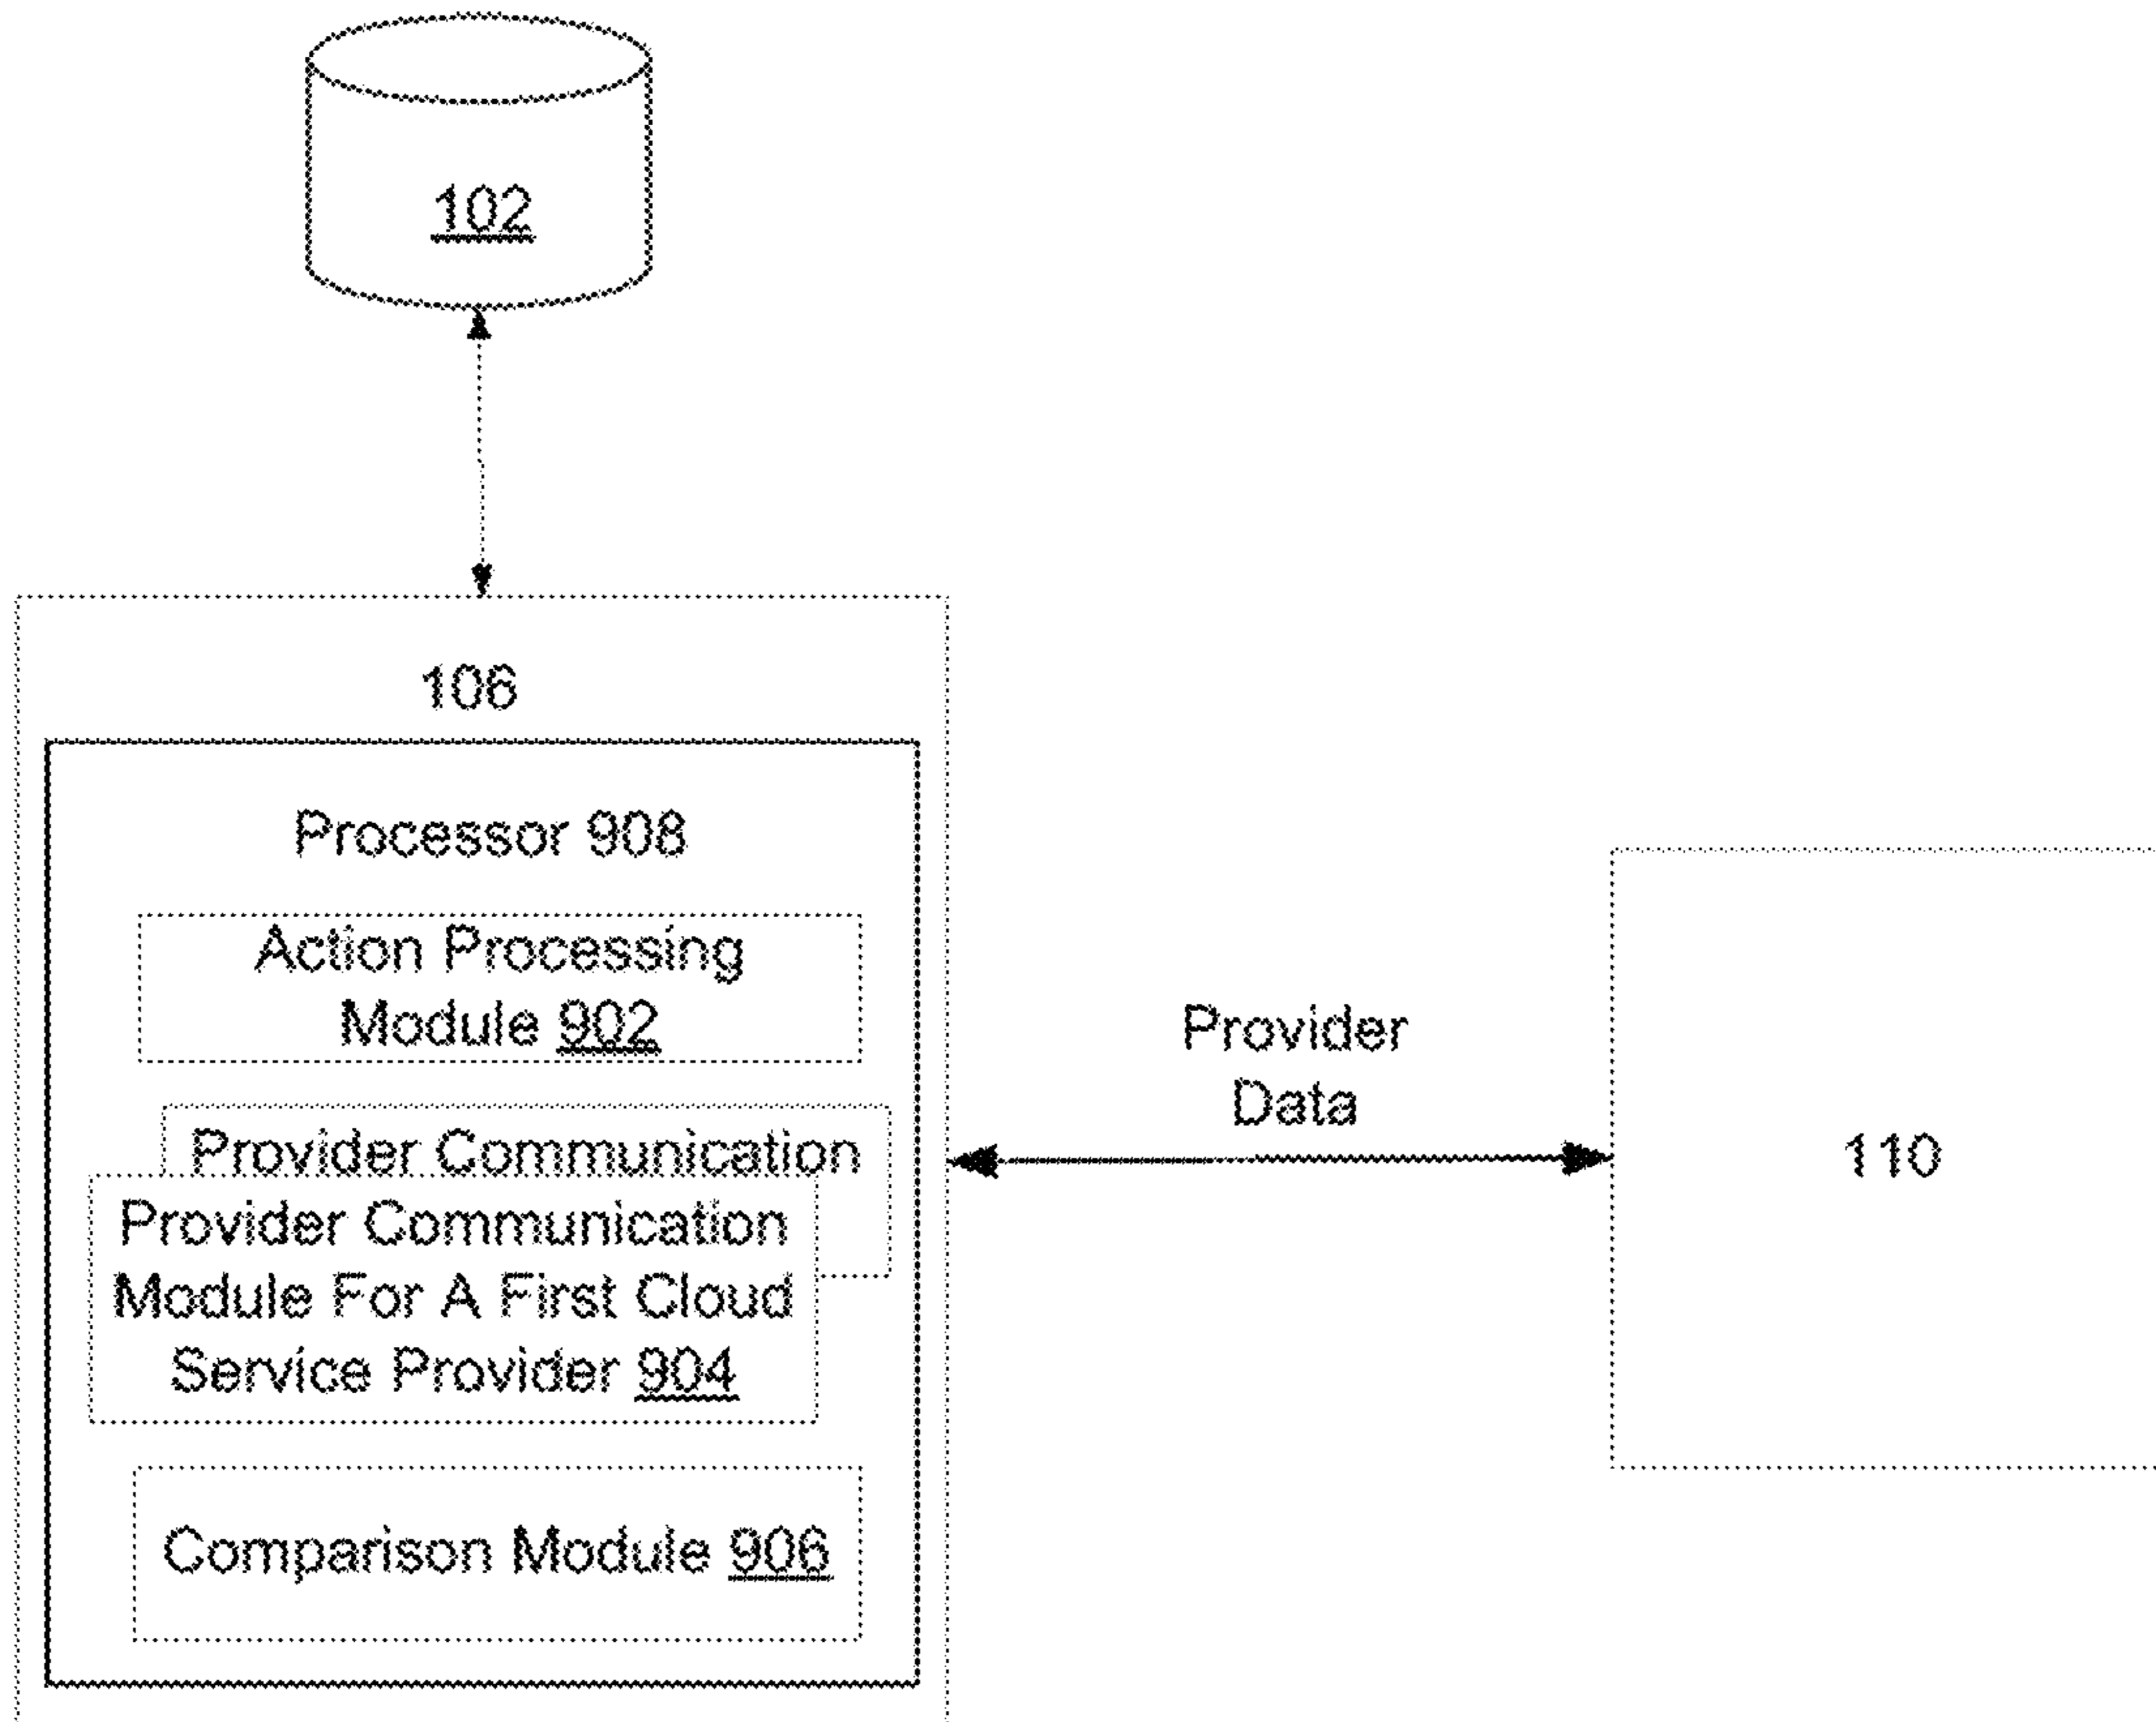 102
106
Processor 908
Action Processing
Module 902
Provider Communication
Provider Communication
Module For A First Cloud
Service Provider 904
Comparison Module 906
Provider
Data
110